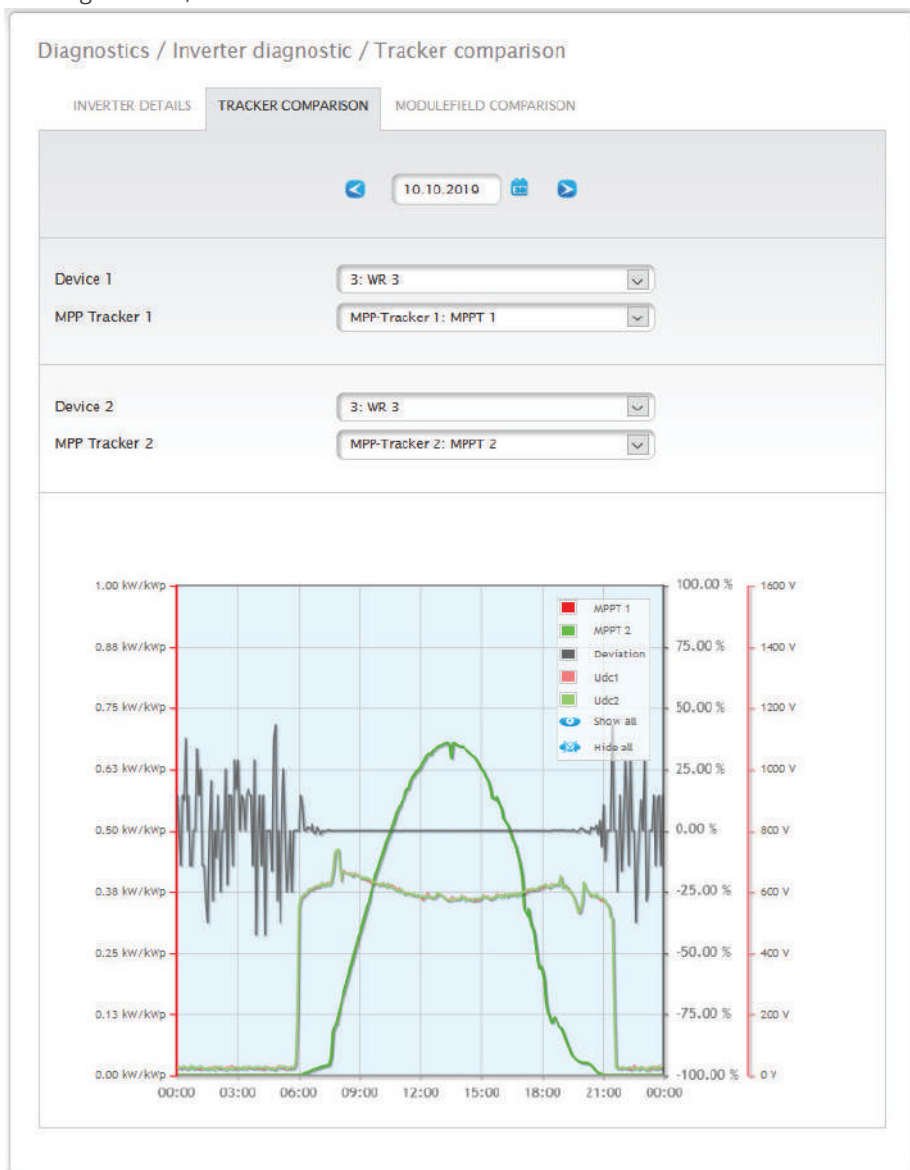 Diagnostics / Inverter diagnostic / Tracker comparison
INVERTER DETAILS TRACKER COMPARISON MODULEFIELD COMPARISON
10.10.2019
Device 1 3: WR 3
MPP Tracker 1 MPP-Tracker 1: MPPT 1
Device 2 3: WR 3
MPP Tracker 2 MPP-Tracker 2: MPPT 2
1.00 kW/kWp 100.00 % 1600 V
MPPT 1
MPPT 2
0.88 kW/kWp Deviation 75.00 % 1400 V
Udc1
Udc2
0.75 kW/kWp 50.00 % 1200 V
Show all
Hide all
0.63 kW/kWp 25.00 % 1000 V
0.50 kW/kWp 0.00 % 800 V
0.38 kW/kWp -25.00 % 600 V
0.25 kW/kWp -50.00 % 400 V
0.13 kW/kWp -75.00 % 200 V
0.00 kW/kWp -100.00 % 0 V
00:00 03:00 06:00 09:00 12:00 15:00 18:00 21:00 00:00